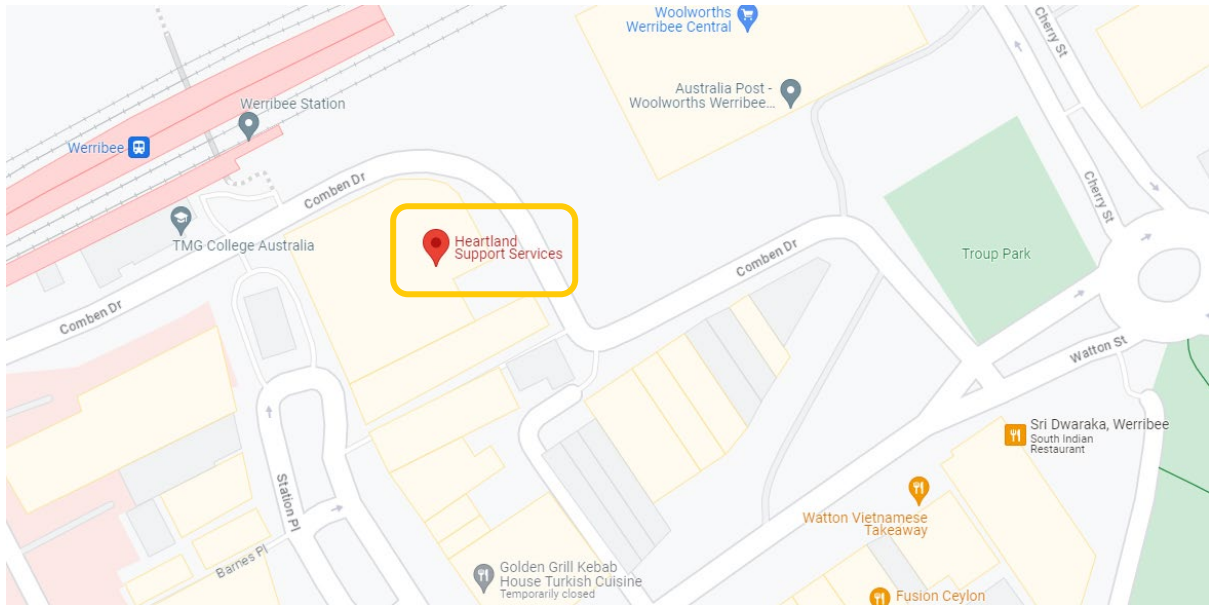 Woolworths
Werribee Central
Cherry St
Australia Post -
Woolworths Werribee...
Werribee Station
Werribee
Comben Dr
Cherry St
TMG College Australia
Heartland
Support Services
Comben Dr
Troup Park
Comben Dr
Watton St
Sri Dwaraka, Werribee
South Indian
Restaurant
Station Pl
Watton Vietnamese
Takeaway
Barnes Pl
Golden Grill Kebab
House Turkish Cuisine
Temporarily closed
Fusion Ceylon